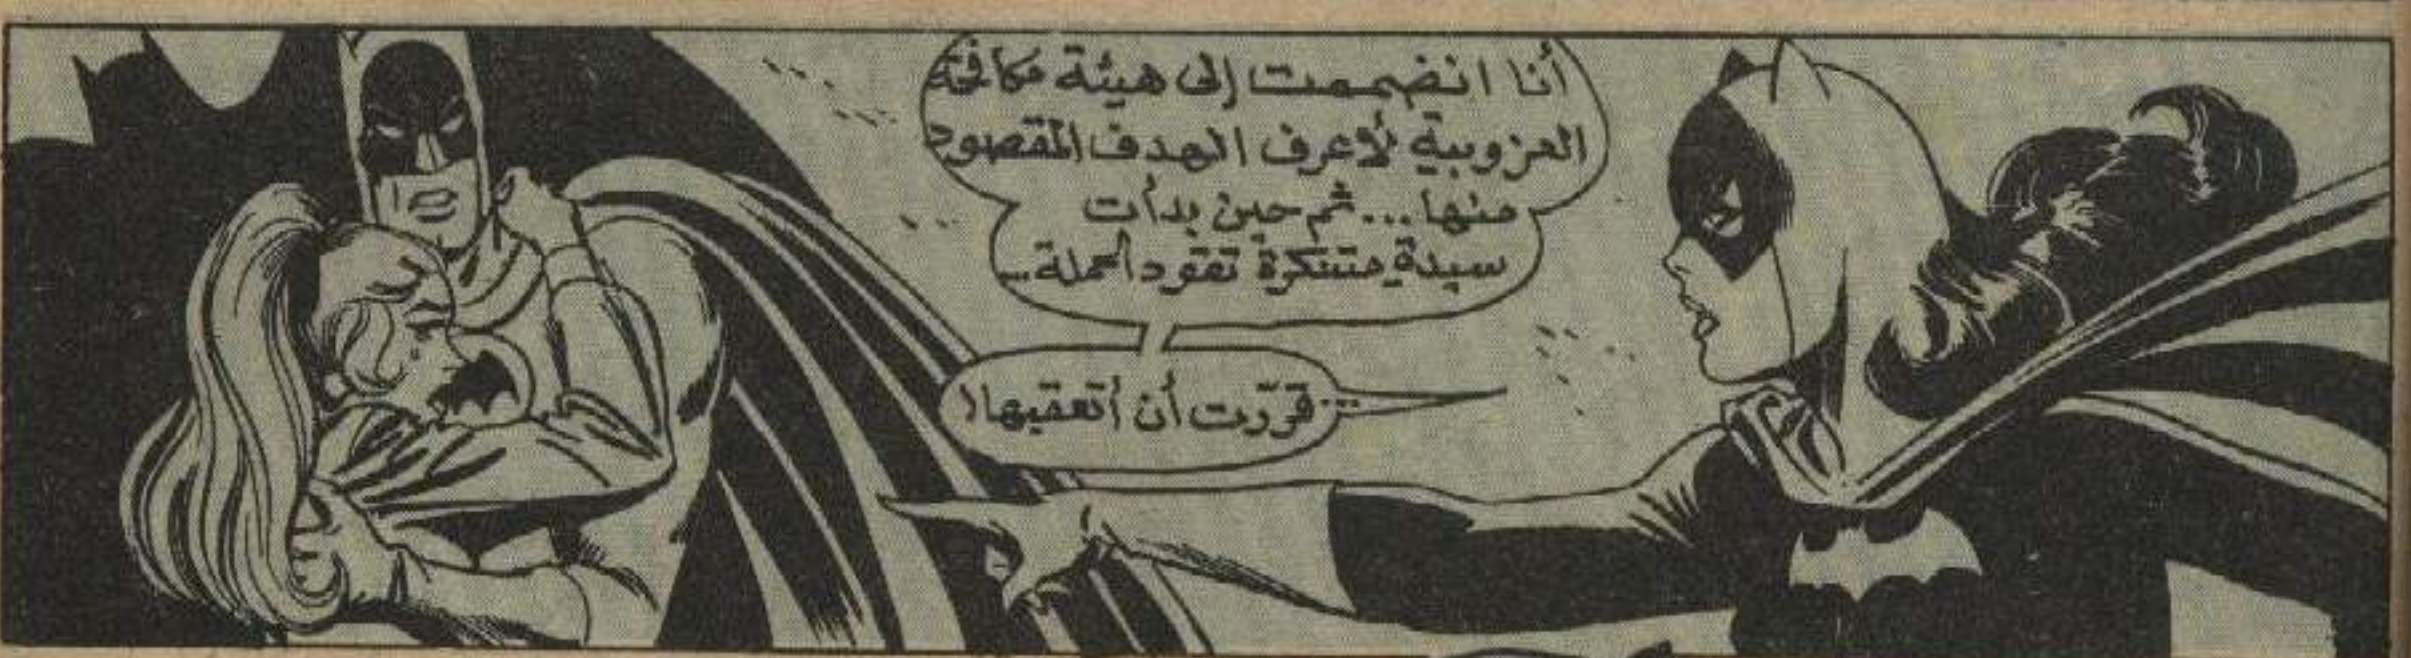 أنا انضممت إلى هيئة مكافحة
العزوبية لأعرف الهدف المقصود
منها... ثم حين بدأت
سيدة متنكرة تقود الحملة...
...قررت أن أتعقبها!